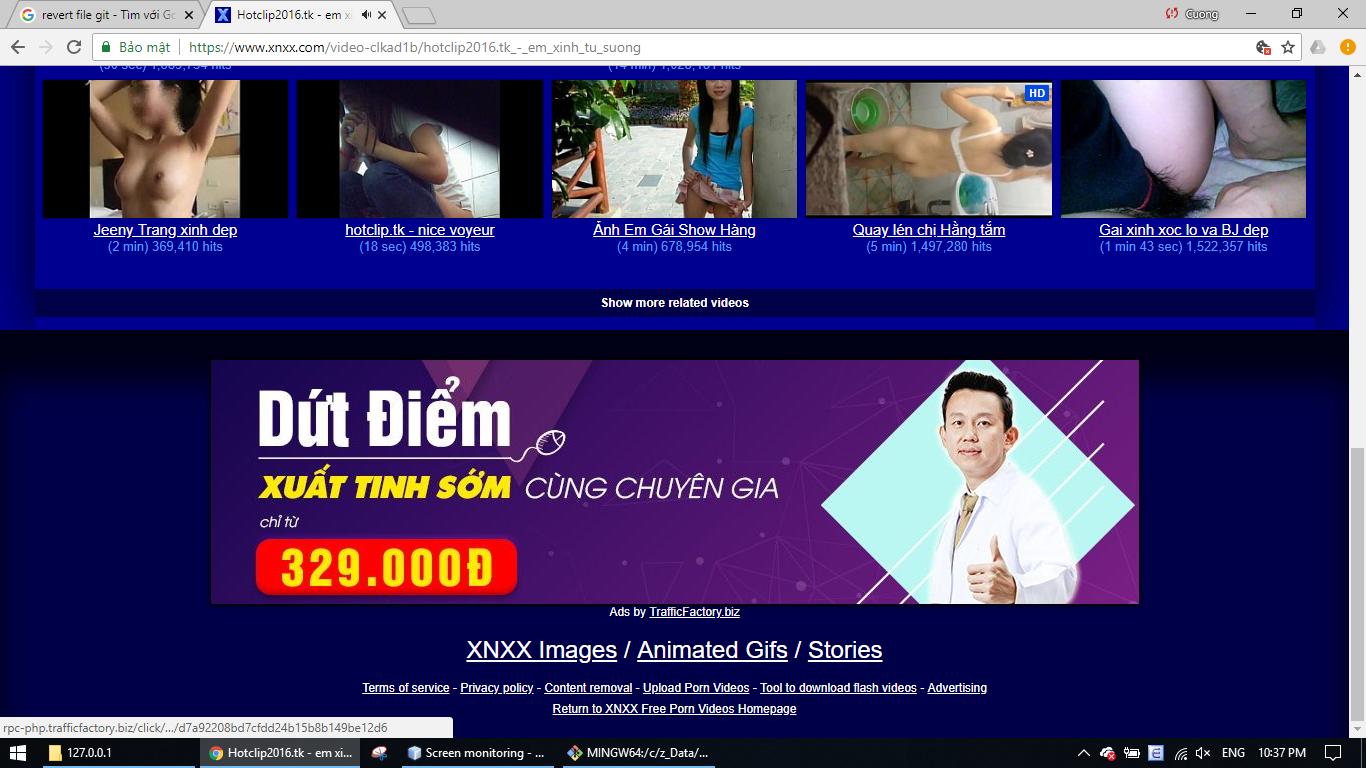 revert file git - Tìm với Go
Hotclip2016.tk - em xi
Cuong
Bảo mật
https://www.xnxx.com/video-clkad1b/hotclip2016.tk_-_em_xinh_tu_suong
HD
Jeeny Trang xinh dep
hotclip.tk - nice voyeur
Ảnh Em Gái Show Hàng
Quay lén chị Hằng tắm
Gai xinh xoc lo va BJ dep
(2 min) 369,410 hits
(18 sec) 498,383 hits
(4 min) 678,954 hits
(5 min) 1,497,280 hits
(1 min 43 sec) 1,522,357 hits
Show more related videos
Dứt Điểm
XUẤT TINH SỚM CÙNG CHUYÊN GIA
chỉ từ
329.000Đ
Ads by TrafficFactory.biz
XNXX Images / Animated Gifs / Stories
Terms of service - Privacy policy - Content removal - Upload Porn Videos - Tool to download flash videos - Advertising
Return to XNXX Free Porn Videos Homepage
rpc-php.trafficfactory.biz/click/.../d7a92208bd7cfdd24b15b8b149be12d6
127.0.0.1
Hotclip2016.tk - em xi...
Screen monitoring - ...
MINGW64:/c/z_Data/...
ENG
10:37 PM